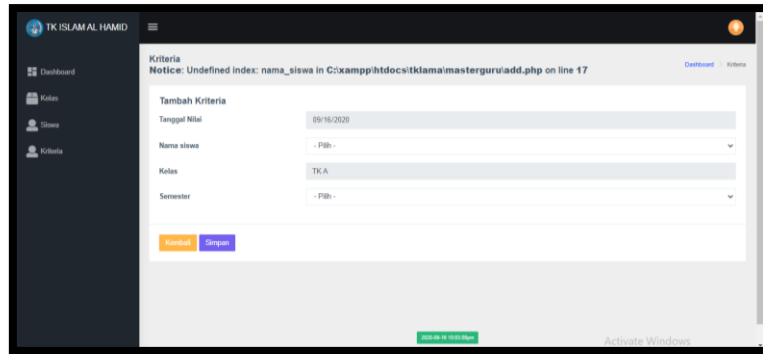 TK ISLAM AL HAMID
Dashboard
Kelas
Siswa
Kriteria
Kriteria
Notice: Undefined index: nama_siswa in C:\xampp\htdocs\tklama\masterguru\add.php on line 17
Dashboard > Kriteria
Tambah Kriteria
Tanggal Nilai
09/16/2020
Nama siswa
- Pilih -
Kelas
TK A
Semester
- Pilih -
Kembali
Simpan
Activate Windows